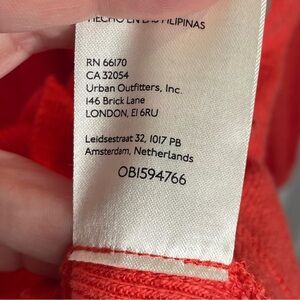 HECHO EN LAS FILIPINAS
RN 66170
CA 32054
Urban Outfitters, Inc.
146 Brick Lane
LONDON, E1 6RU
Leidsestraat 32, 1017 PB
Amsterdam, Netherlands
OB1594766